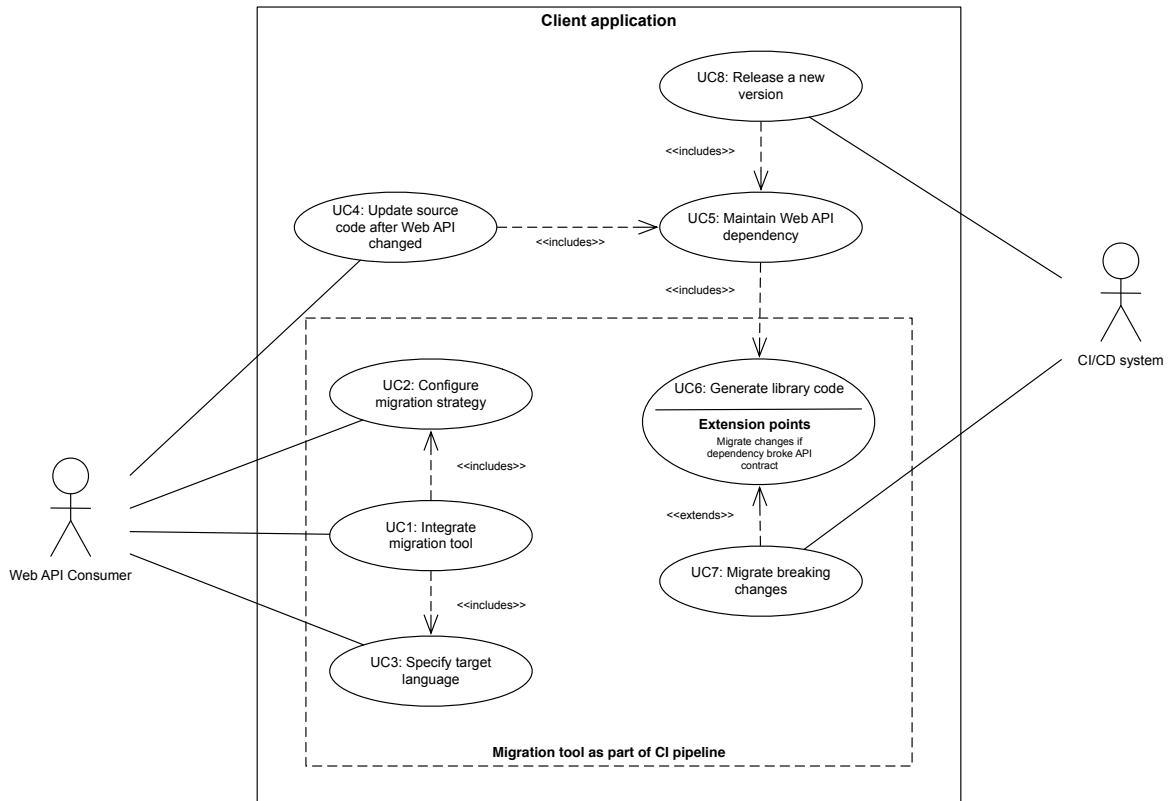 Client application
UC8: Release a new
version
<<includes>>
UC4: Update source
code after Web API
changed
<<includes>>
UC5: Maintain Web API
dependency
<<includes>>
CI/CD system
UC2: Configure
migration strategy
UC6: Generate library code
Extension points
Migrate changes if
dependency broke API
contract
<<includes>>
<<extends>>
UC1: Integrate
migration tool
Web API Consumer
UC7: Migrate breaking
changes
<<includes>>
UC3: Specify target
language
Migration tool as part of CI pipeline